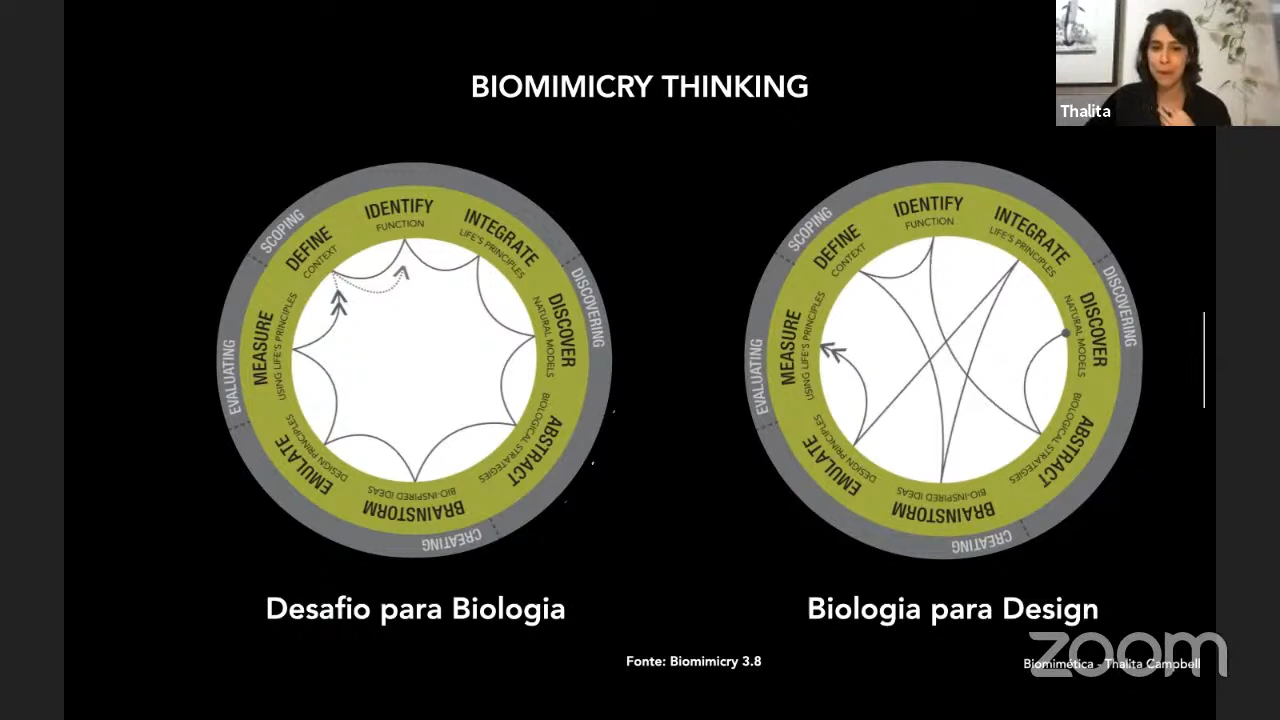 BIOMIMICRY THINKING
Thalita
SCOPING
DISCOVERING
CREATING
EVALUATING
DEFINE
CONTEXT
IDENTIFY
FUNCTION
INTEGRATE
LIFE'S PRINCIPLES
DISCOVER
NATURAL MODELS
ABSTRACT
BIOLOGICAL STRATEGIES
BRAINSTORM
BIO-INSPIRED IDEAS
EMULATE
DESIGN PRINCIPLES
MEASURE
USING LIFE'S PRINCIPLES
Desafio para Biologia
SCOPING
DISCOVERING
CREATING
EVALUATING
DEFINE
CONTEXT
IDENTIFY
FUNCTION
INTEGRATE
LIFE'S PRINCIPLES
DISCOVER
NATURAL MODELS
ABSTRACT
BIOLOGICAL STRATEGIES
BRAINSTORM
BIO-INSPIRED IDEAS
EMULATE
DESIGN PRINCIPLES
MEASURE
USING LIFE'S PRINCIPLES
Biologia para Design
Fonte: Biomimicry 3.8
Biomimética - Thalita Campbell
zoom